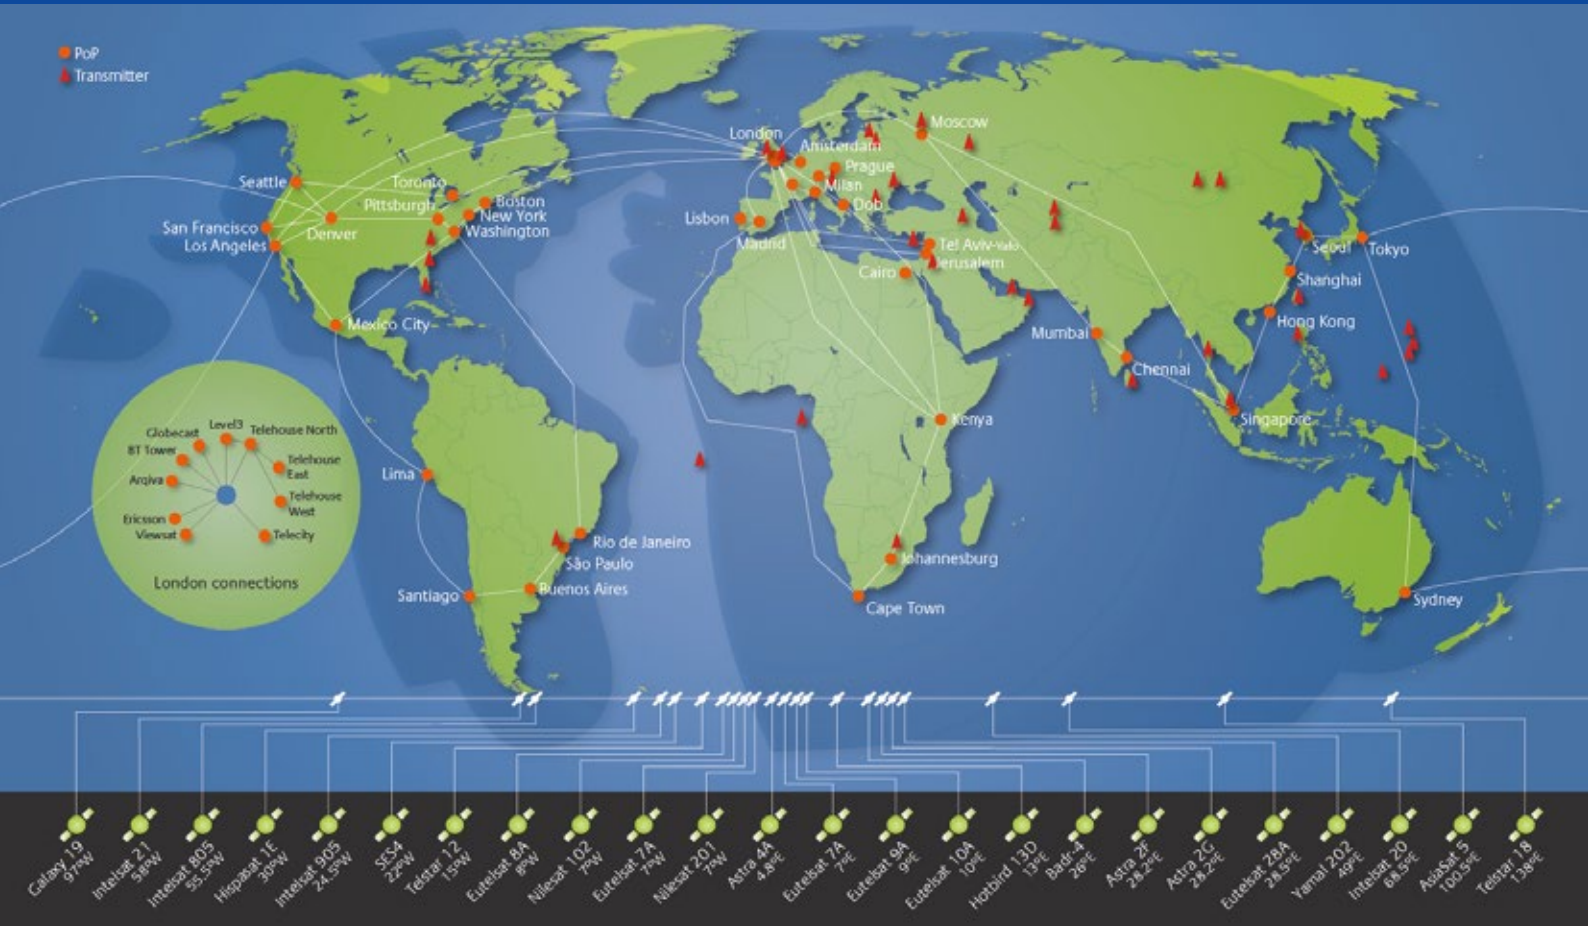 PoP
Transmitter
London
Moscow
Amsterdam
Prague
Milan
Dob
Seattle
Toronto
Pittsburgh
Boston
New York
Washington
San Francisco
Los Angeles
Denver
Lisbon
Madrid
Tel Aviv-Yafo
Jerusalem
Cairo
Seoul
Tokyo
Shanghai
Hong Kong
Mexico City
Mumbai
Chennai
Singapore
Kenya
Lima
Rio de Janeiro
São Paulo
Johannesburg
Buenos Aires
Santiago
Cape Town
Sydney
Globecast
Level3
Telehouse North
BT Tower
Telehouse
East
Arqiva
Telehouse
West
Ericsson
Viewsat
Telecity
London connections
Galaxy 19
97°W
Intelsat 21
58°W
Intelsat 805
55.5°W
Hispasat 1E
30°W
Intelsat 905
24.5°W
SES4
22°W
Telstar 12
15°W
Eutelsat 8A
8°W
Nilesat 102
7°W
Eutelsat 7A
7°W
Nilesat 201
7°W
Astra 4A
4.8°E
Eutelsat 7A
7°E
Eutelsat 9A
9°E
Eutelsat 10A
10°E
Hotbird 13D
13°E
Badr-4
26°E
Astra 2F
28.2°E
Astra 2G
28.2°E
Eutelsat 28A
28.5°E
Yamal 202
49°E
Intelsat 20
68.5°E
AsiaSat 5
100.5°E
Telstar 18
138°E